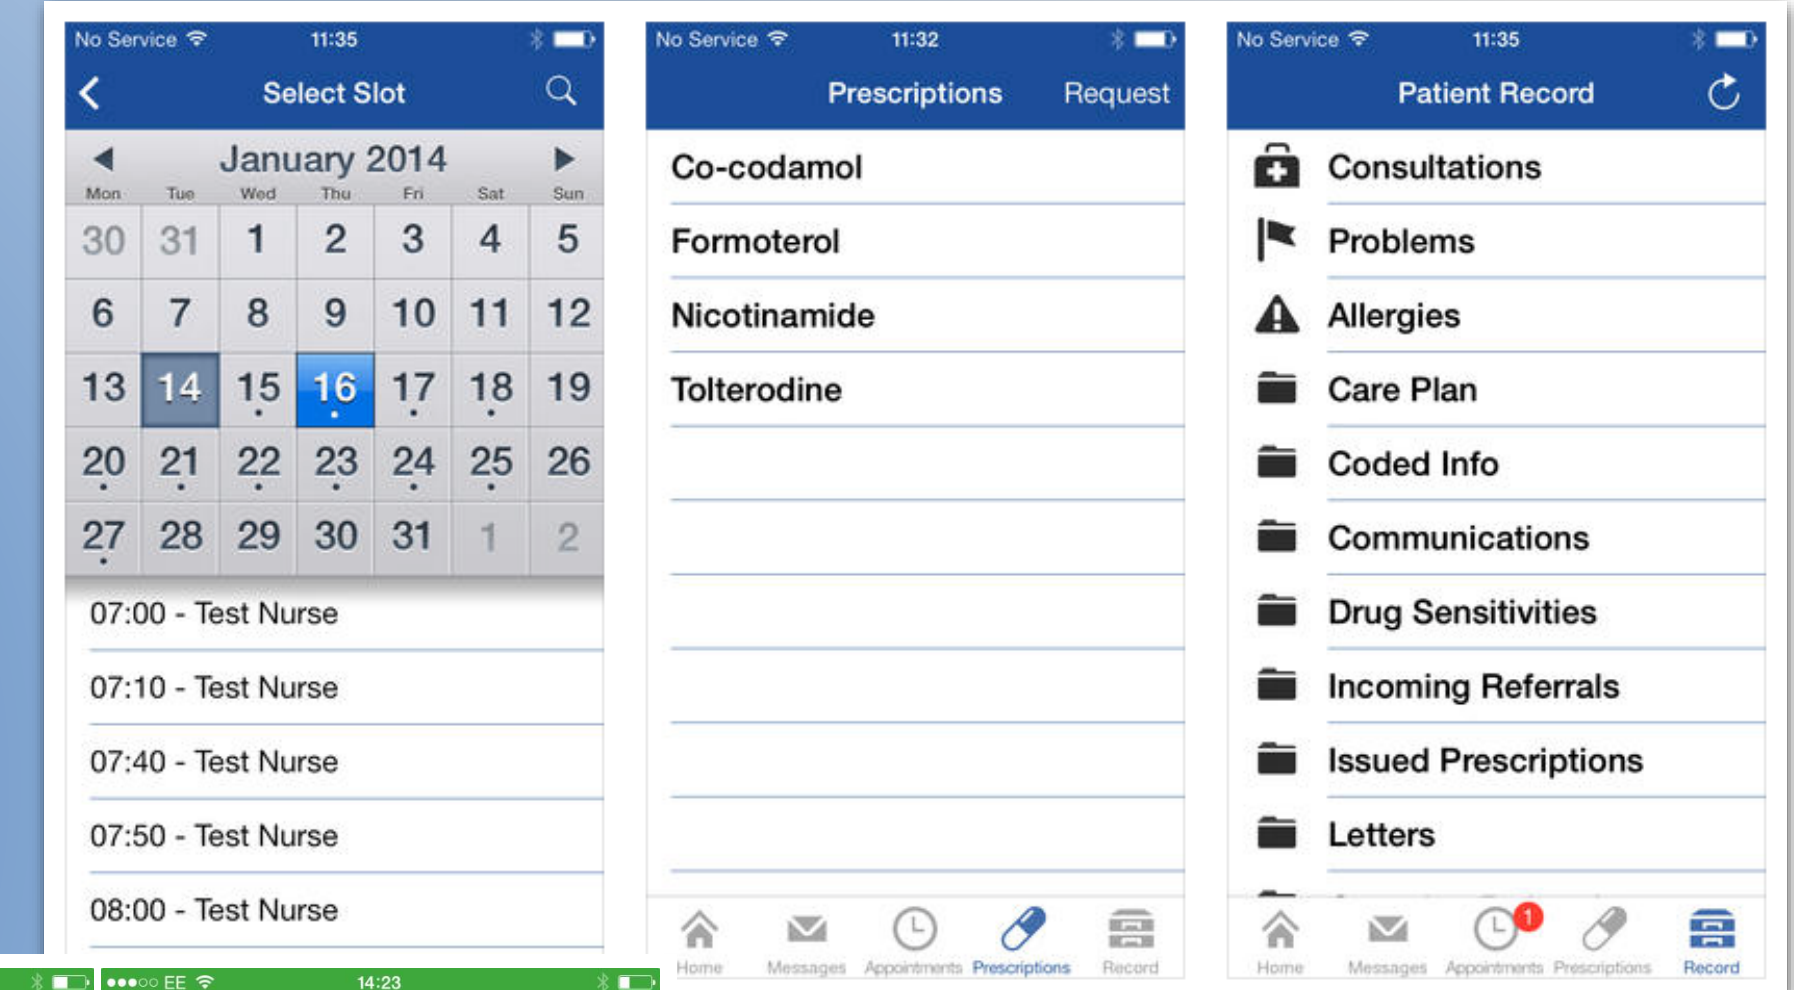 No Service 11:35
Select Slot
January 2014
Mon Tue Wed Thu Fri Sat Sun
30 31 1 2 3 4 5
6 7 8 9 10 11 12
13 14 15 16 17 18 19
20 21 22 23 24 25 26
27 28 29 30 31 1 2
07:00 - Test Nurse
07:10 - Test Nurse
07:40 - Test Nurse
07:50 - Test Nurse
08:00 - Test Nurse
No Service 11:32
Prescriptions Request
Co-codamol
Formoterol
Nicotinamide
Tolterodine
Home Messages Appointments Prescriptions Record
No Service 11:35
Patient Record
Consultations
Problems
Allergies
Care Plan
Coded Info
Communications
Drug Sensitivities
Incoming Referrals
Issued Prescriptions
Letters
1
Home Messages Appointments Prescriptions Record
EE 14:23